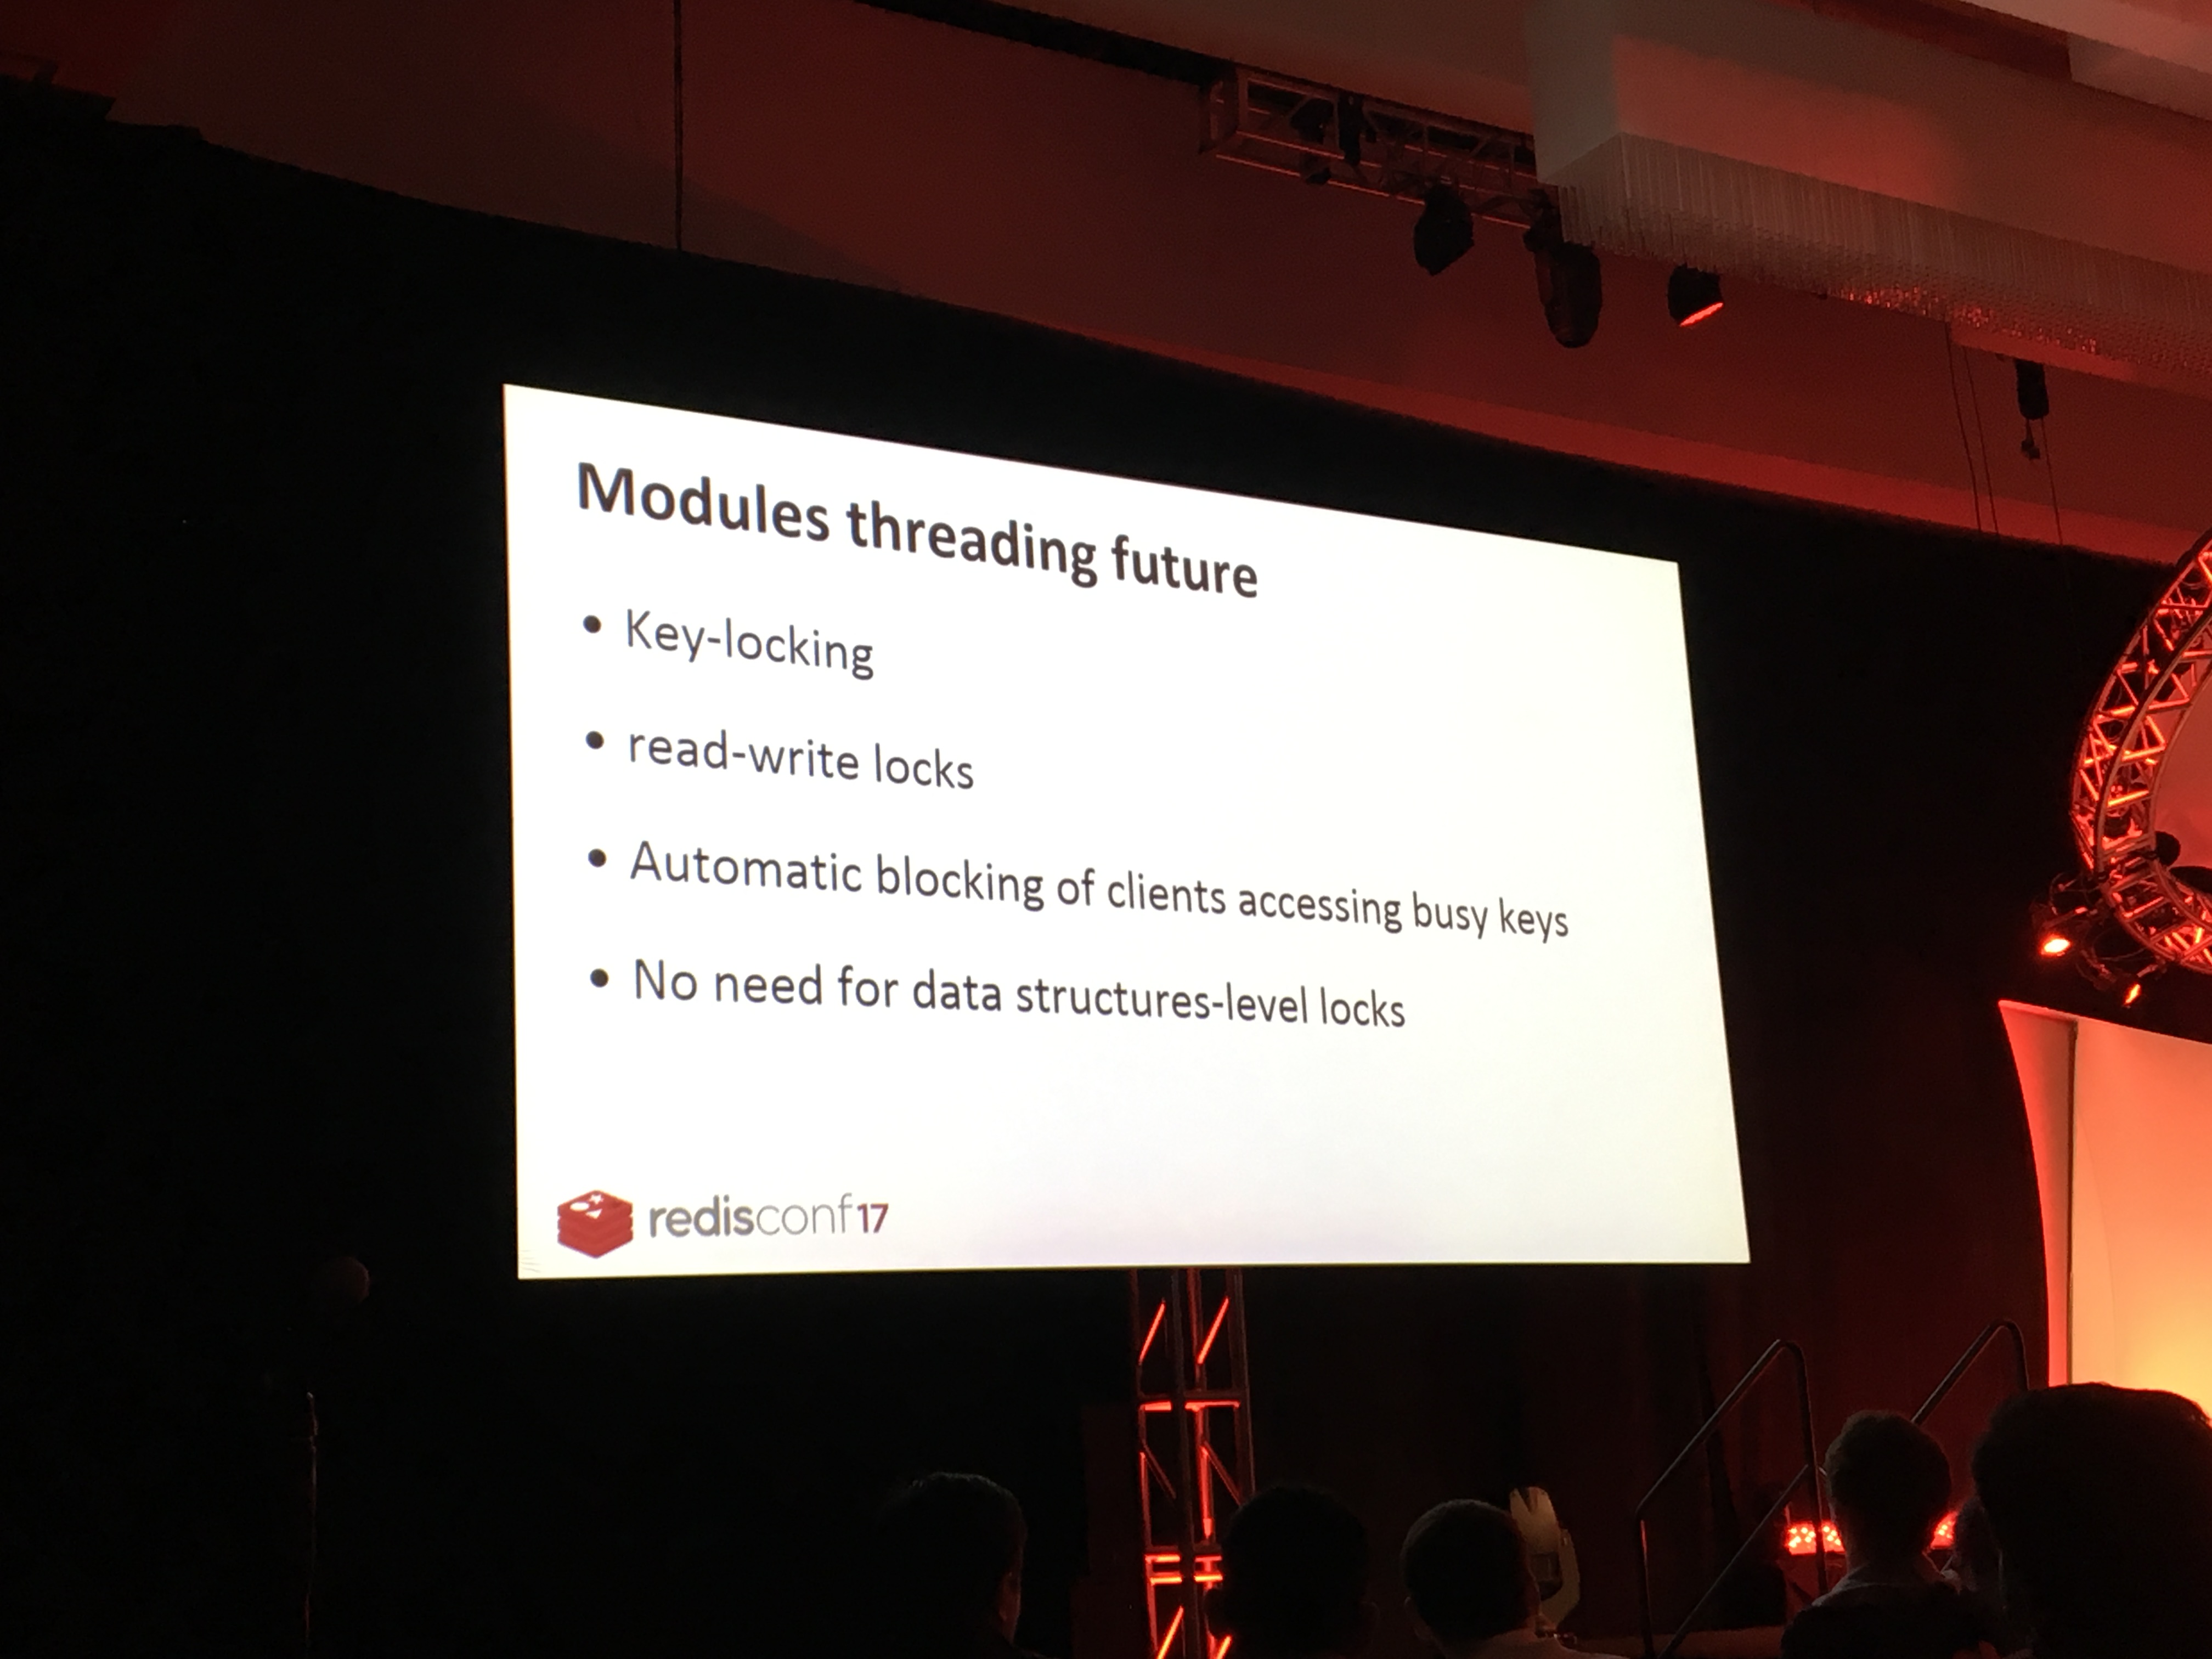 Modules threading future
• Key-locking
• read-write locks
• Automatic blocking of clients accessing busy keys
• No need for data structures-level locks
redisconf17